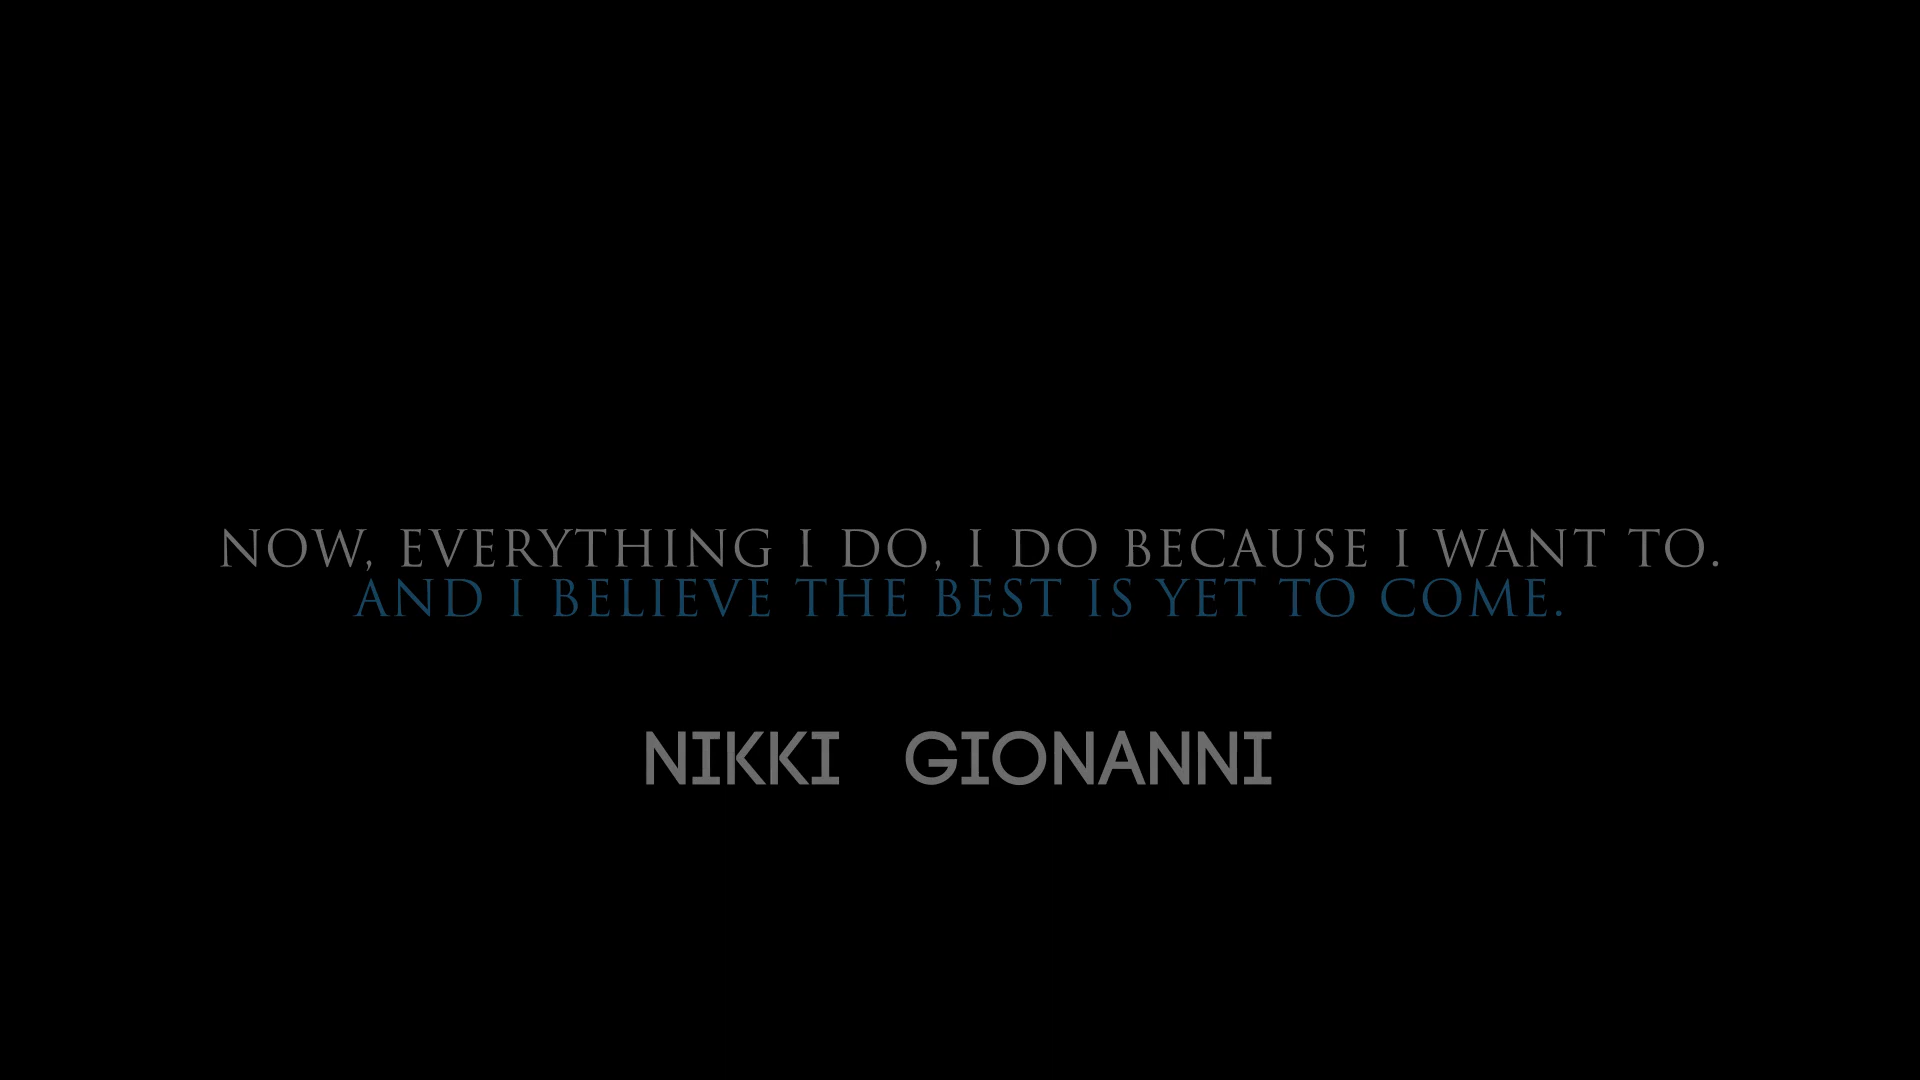 NOW, EVERYTHING I DO, I DO BECAUSE I WANT TO.
AND I BELIEVE THE BEST IS YET TO COME.
NIKKI GIONANNI